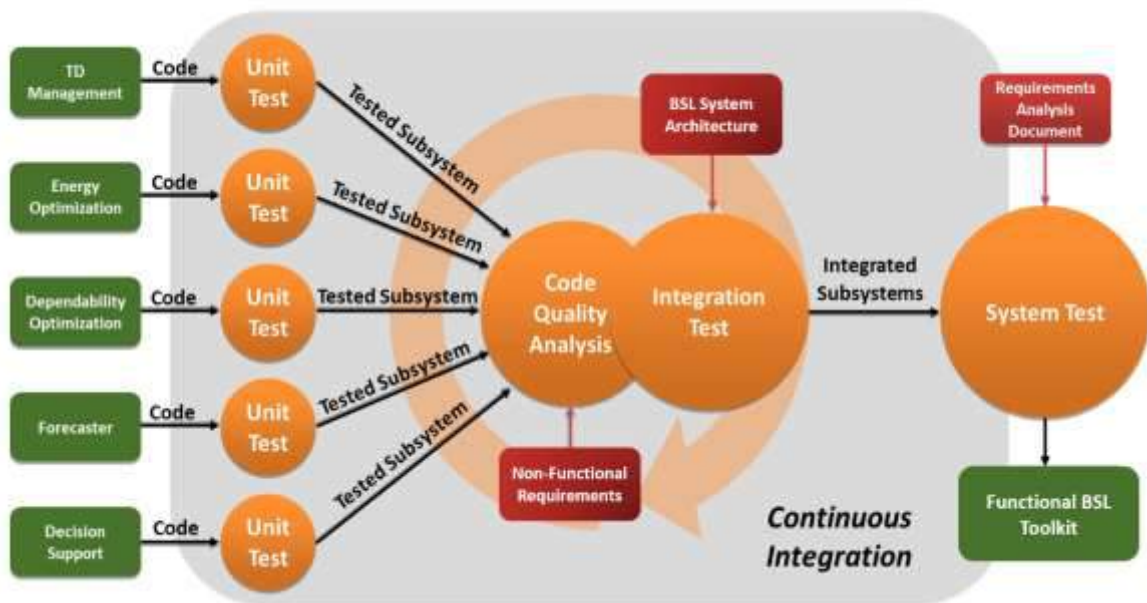 TD
Management
Code
Unit
Test
Tested Subsystem
Energy
Optimization
Code
Unit
Test
Tested Subsystem
Dependability
Optimization
Code
Unit
Test
Tested Subsystem
Forecaster
Code
Unit
Test
Tested Subsystem
Decision
Support
Code
Unit
Test
Tested Subsystem
Code
Quality
Analysis
Non-Functional
Requirements
BSL System
Architecture
Integration
Test
Integrated
Subsystems
Requirements
Analysis
Document
System Test
Functional BSL
Toolkit
Continuous
Integration